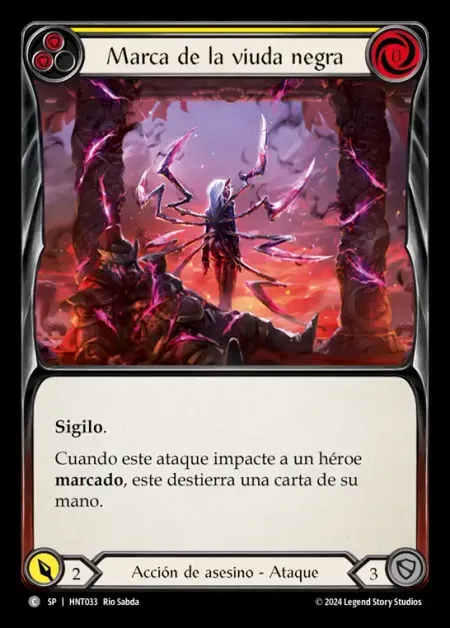 Marca de la viuda negra
0
Sigilo.
Cuando este ataque impacte a un héroe
marcado, este destierra una carta de su
mano.
2
Acción de asesino - Ataque
3
C SP | HNT033 Rio Sabda
© 2024 Legend Story Studios